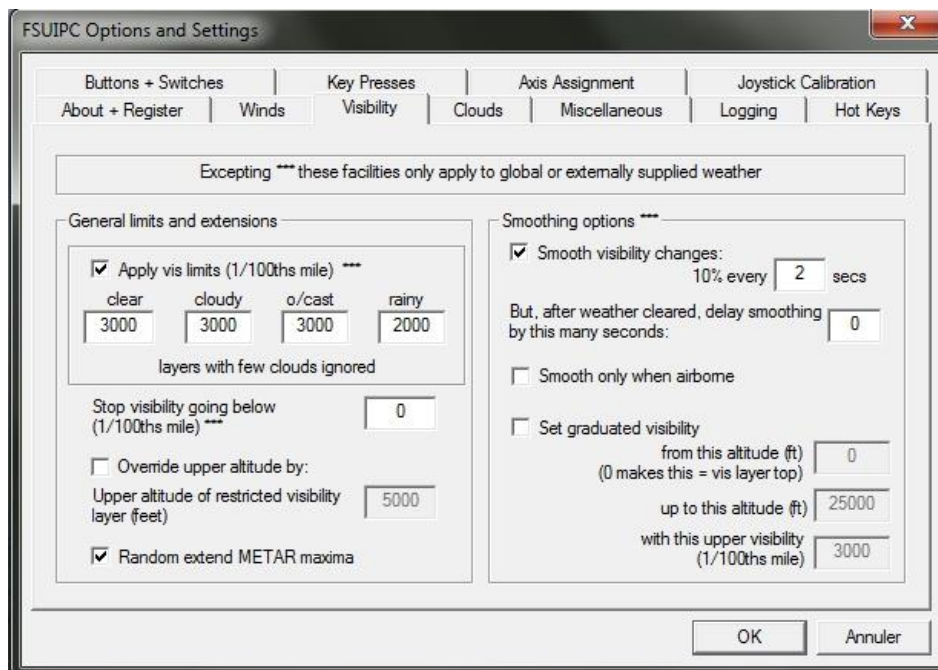 FSUIPC Options and Settings
Buttons + Switches
Key Presses
Axis Assignment
Joystick Calibration
About + Register
Winds
Visibility
Clouds
Miscellaneous
Logging
Hot Keys
Excepting *** these facilities only apply to global or externally supplied weather
General limits and extensions
Apply vis limits (1/100ths mile) ***
clear cloudy o/cast rainy
3000 3000 3000 2000
layers with few clouds ignored
Stop visibility going below
(1/100ths mile) ***
0
Override upper altitude by:
Upper altitude of restricted visibility
layer (feet)
5000
Random extend METAR maxima
Smoothing options ***
Smooth visibility changes:
10% every 2 secs
But, after weather cleared, delay smoothing
by this many seconds:
0
Smooth only when airborne
Set graduated visibility
from this altitude (ft)
(0 makes this = vis layer top)
0
up to this altitude (ft) 25000
with this upper visibility
(1/100ths mile)
3000
OK
Annuler